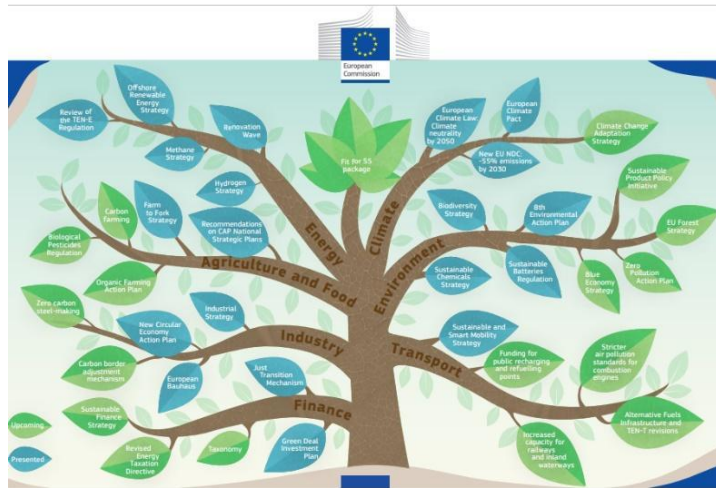 European
Commission
Offshore
Renewable
Energy
Strategy
Review of
the TEN-E
Regulation
Renovation
Wave
Methane
Strategy
Hydrogen
Strategy
Energy
Fit for 55
package
European
Climate Law:
Climate
neutrality
by 2050
European
Climate
Pact
New EU NDC:
-55% emissions
by 2030
Climate Change
Adaptation
Strategy
Climate
Carbon
Farming
Farm
to Fork
Strategy
Recommendations
on CAP National
Strategic Plans
Biological
Pesticides
Regulation
Organic Farming
Action Plan
Agriculture and Food
Biodiversity
Strategy
8th
Environmental
Action Plan
Sustainable
Product Policy
Initiative
EU Forest
Strategy
Zero
Pollution
Action Plan
Blue
Economy
Strategy
Sustainable
Batteries
Regulation
Sustainable
Chemicals
Strategy
Environment
Zero carbon
steel-making
Industrial
Strategy
New Circular
Economy
Action Plan
Carbon border
adjustment
mechanism
European
Bauhaus
Industry
Sustainable and
Smart Mobility
Strategy
Funding for
public recharging
and refuelling
points
Stricter
air pollution
standards for
combustion
engines
Alternative Fuels
Infrastructure and
TEN-T revisions
Increased
capacity for
railways
and inland
waterways
Transport
Just
Transition
Mechanism
Sustainable
Finance
Strategy
Revised
Energy
Taxation
Directive
Taxonomy
Green Deal
Investment
Plan
Finance
Upcoming
Presented